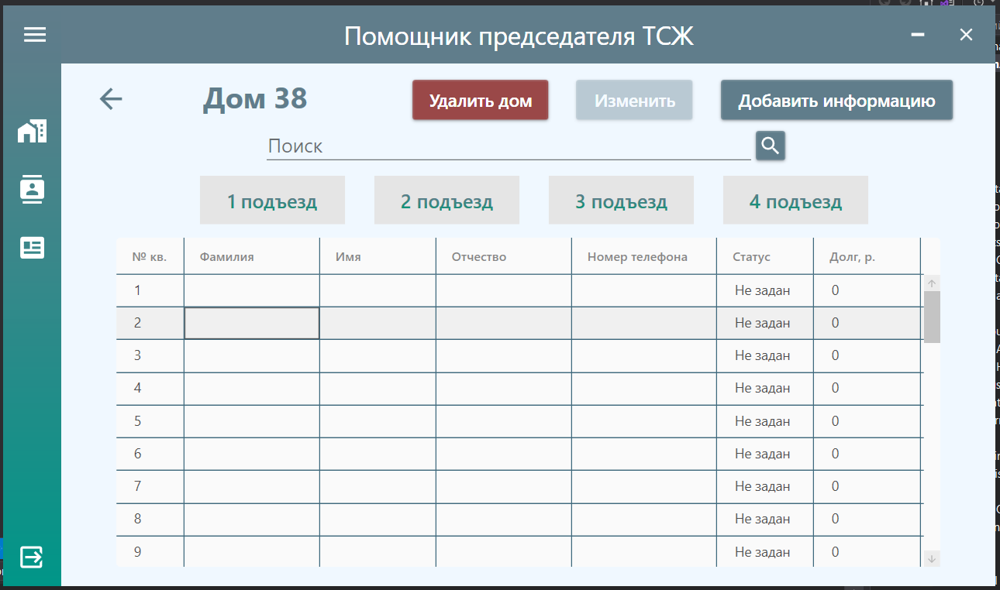 Помощник председателя ТСЖ
Дом 38
Удалить дом
Изменить
Добавить информацию
Поиск
1 подъезд
2 подъезд
3 подъезд
4 подъезд
№ кв. Фамилия Имя Отчество Номер телефона Статус Долг, р.
1 Не задан 0
2 Не задан 0
3 Не задан 0
4 Не задан 0
5 Не задан 0
6 Не задан 0
7 Не задан 0
8 Не задан 0
9 Не задан 0